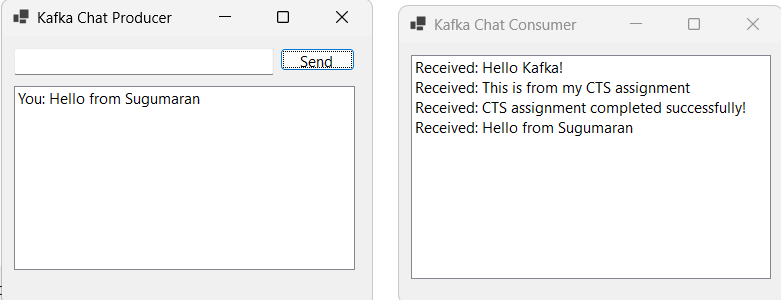 Kafka Chat Producer
Send
You: Hello from Sugumaran
Kafka Chat Consumer
Received: Hello Kafka!
Received: This is from my CTS assignment
Received: CTS assignment completed successfully!
Received: Hello from Sugumaran